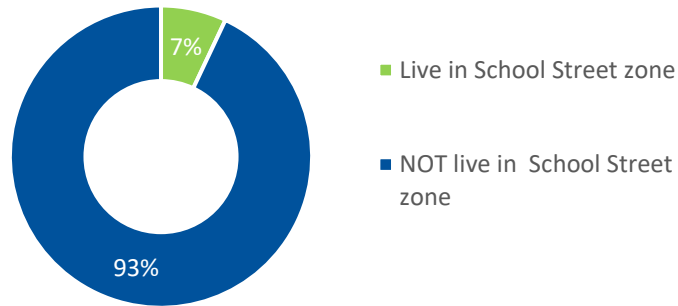 7%
Live in School Street zone
NOT live in School Street
zone
93%